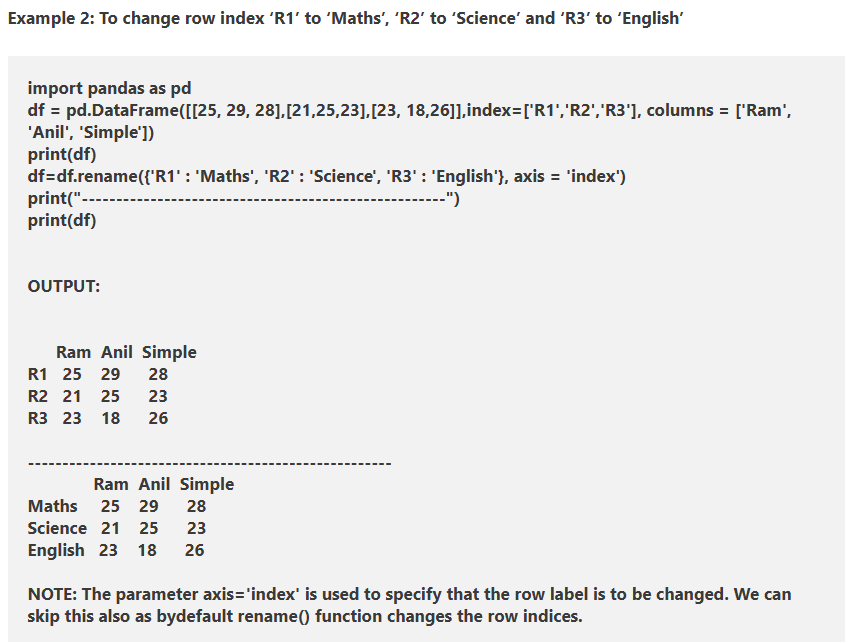 Example 2: To change row index ‘R1’ to ‘Maths’, ‘R2’ to ‘Science’ and ‘R3’ to ‘English’
import pandas as pd
df = pd.DataFrame([[25, 29, 28],[21,25,23],[23, 18,26]],index=['R1','R2','R3'], columns = ['Ram',
'Anil', 'Simple'])
print(df)
df=df.rename({'R1' : 'Maths', 'R2' : 'Science', 'R3' : 'English'}, axis = 'index')
print("-----------------------------------------------------")
print(df)
OUTPUT:
Ram Anil Simple
R1 25 29 28
R2 21 25 23
R3 23 18 26
-----------------------------------------------------
Ram Anil Simple
Maths 25 29 28
Science 21 25 23
English 23 18 26
NOTE: The parameter axis='index' is used to specify that the row label is to be changed. We can
skip this also as bydefault rename() function changes the row indices.